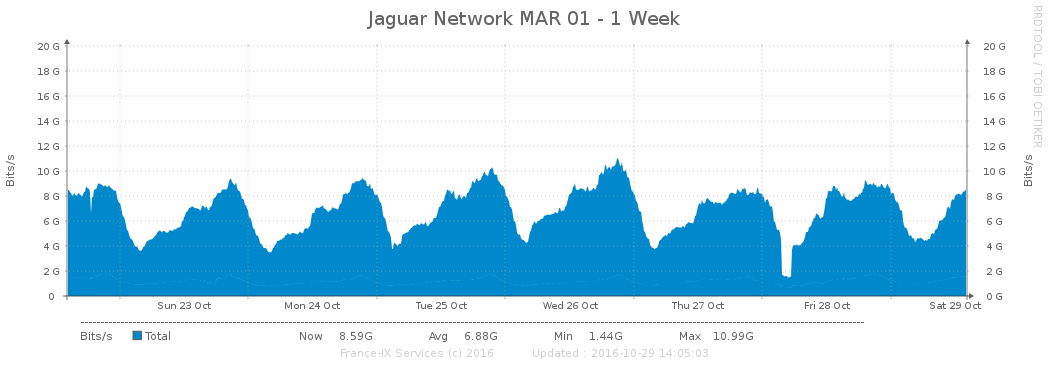 Jaguar Network MAR 01 - 1 Week
RRDTOOL / TOBI OETIKER
Bits/s
20 G 20 G
18 G 18 G
16 G 16 G
14 G 14 G
12 G 12 G
10 G 10 G
8 G 8 G
6 G 6 G
4 G 4 G
2 G 2 G
0 0 G
Bits/s
Sun 23 Oct Mon 24 Oct Tue 25 Oct Wed 26 Oct Thu 27 Oct Fri 28 Oct Sat 29 Oct
Bits/s Total Now 8.59G Avg 6.88G Min 1.44G Max 10.99G
France-IX Services (c) 2016 Updated : 2016-10-29 14:05:03